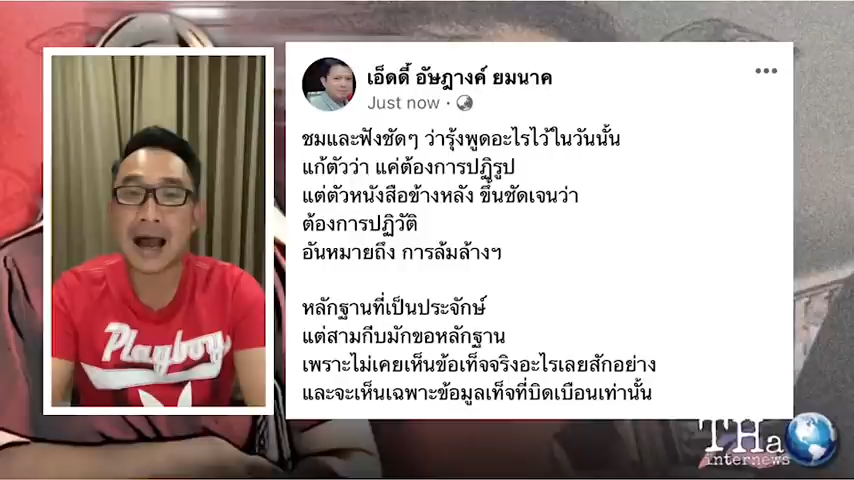 เอ็ดดี้ อัษฎางค์ ยมนาค
Just now
ชมและฟังชัดๆ ว่ารุ้งพูดอะไรไว้ในวันนั้น
แก้ตัวว่า แค่ต้องการปฏิรูป
แต่ตัวหนังสือข้างหลัง ขึ้นชัดเจนว่า
ต้องการปฏิวัติ
อันหมายถึง การล้มล้างฯ
หลักฐานที่เป็นประจักษ์
แต่สามกีบมักขอหลักฐาน
เพราะไม่เคยเห็นข้อเท็จจริงอะไรเลยสักอย่าง
และจะเห็นเฉพาะข้อมูลเท็จที่บิดเบือนเท่านั้น
Playboy
THa
internews